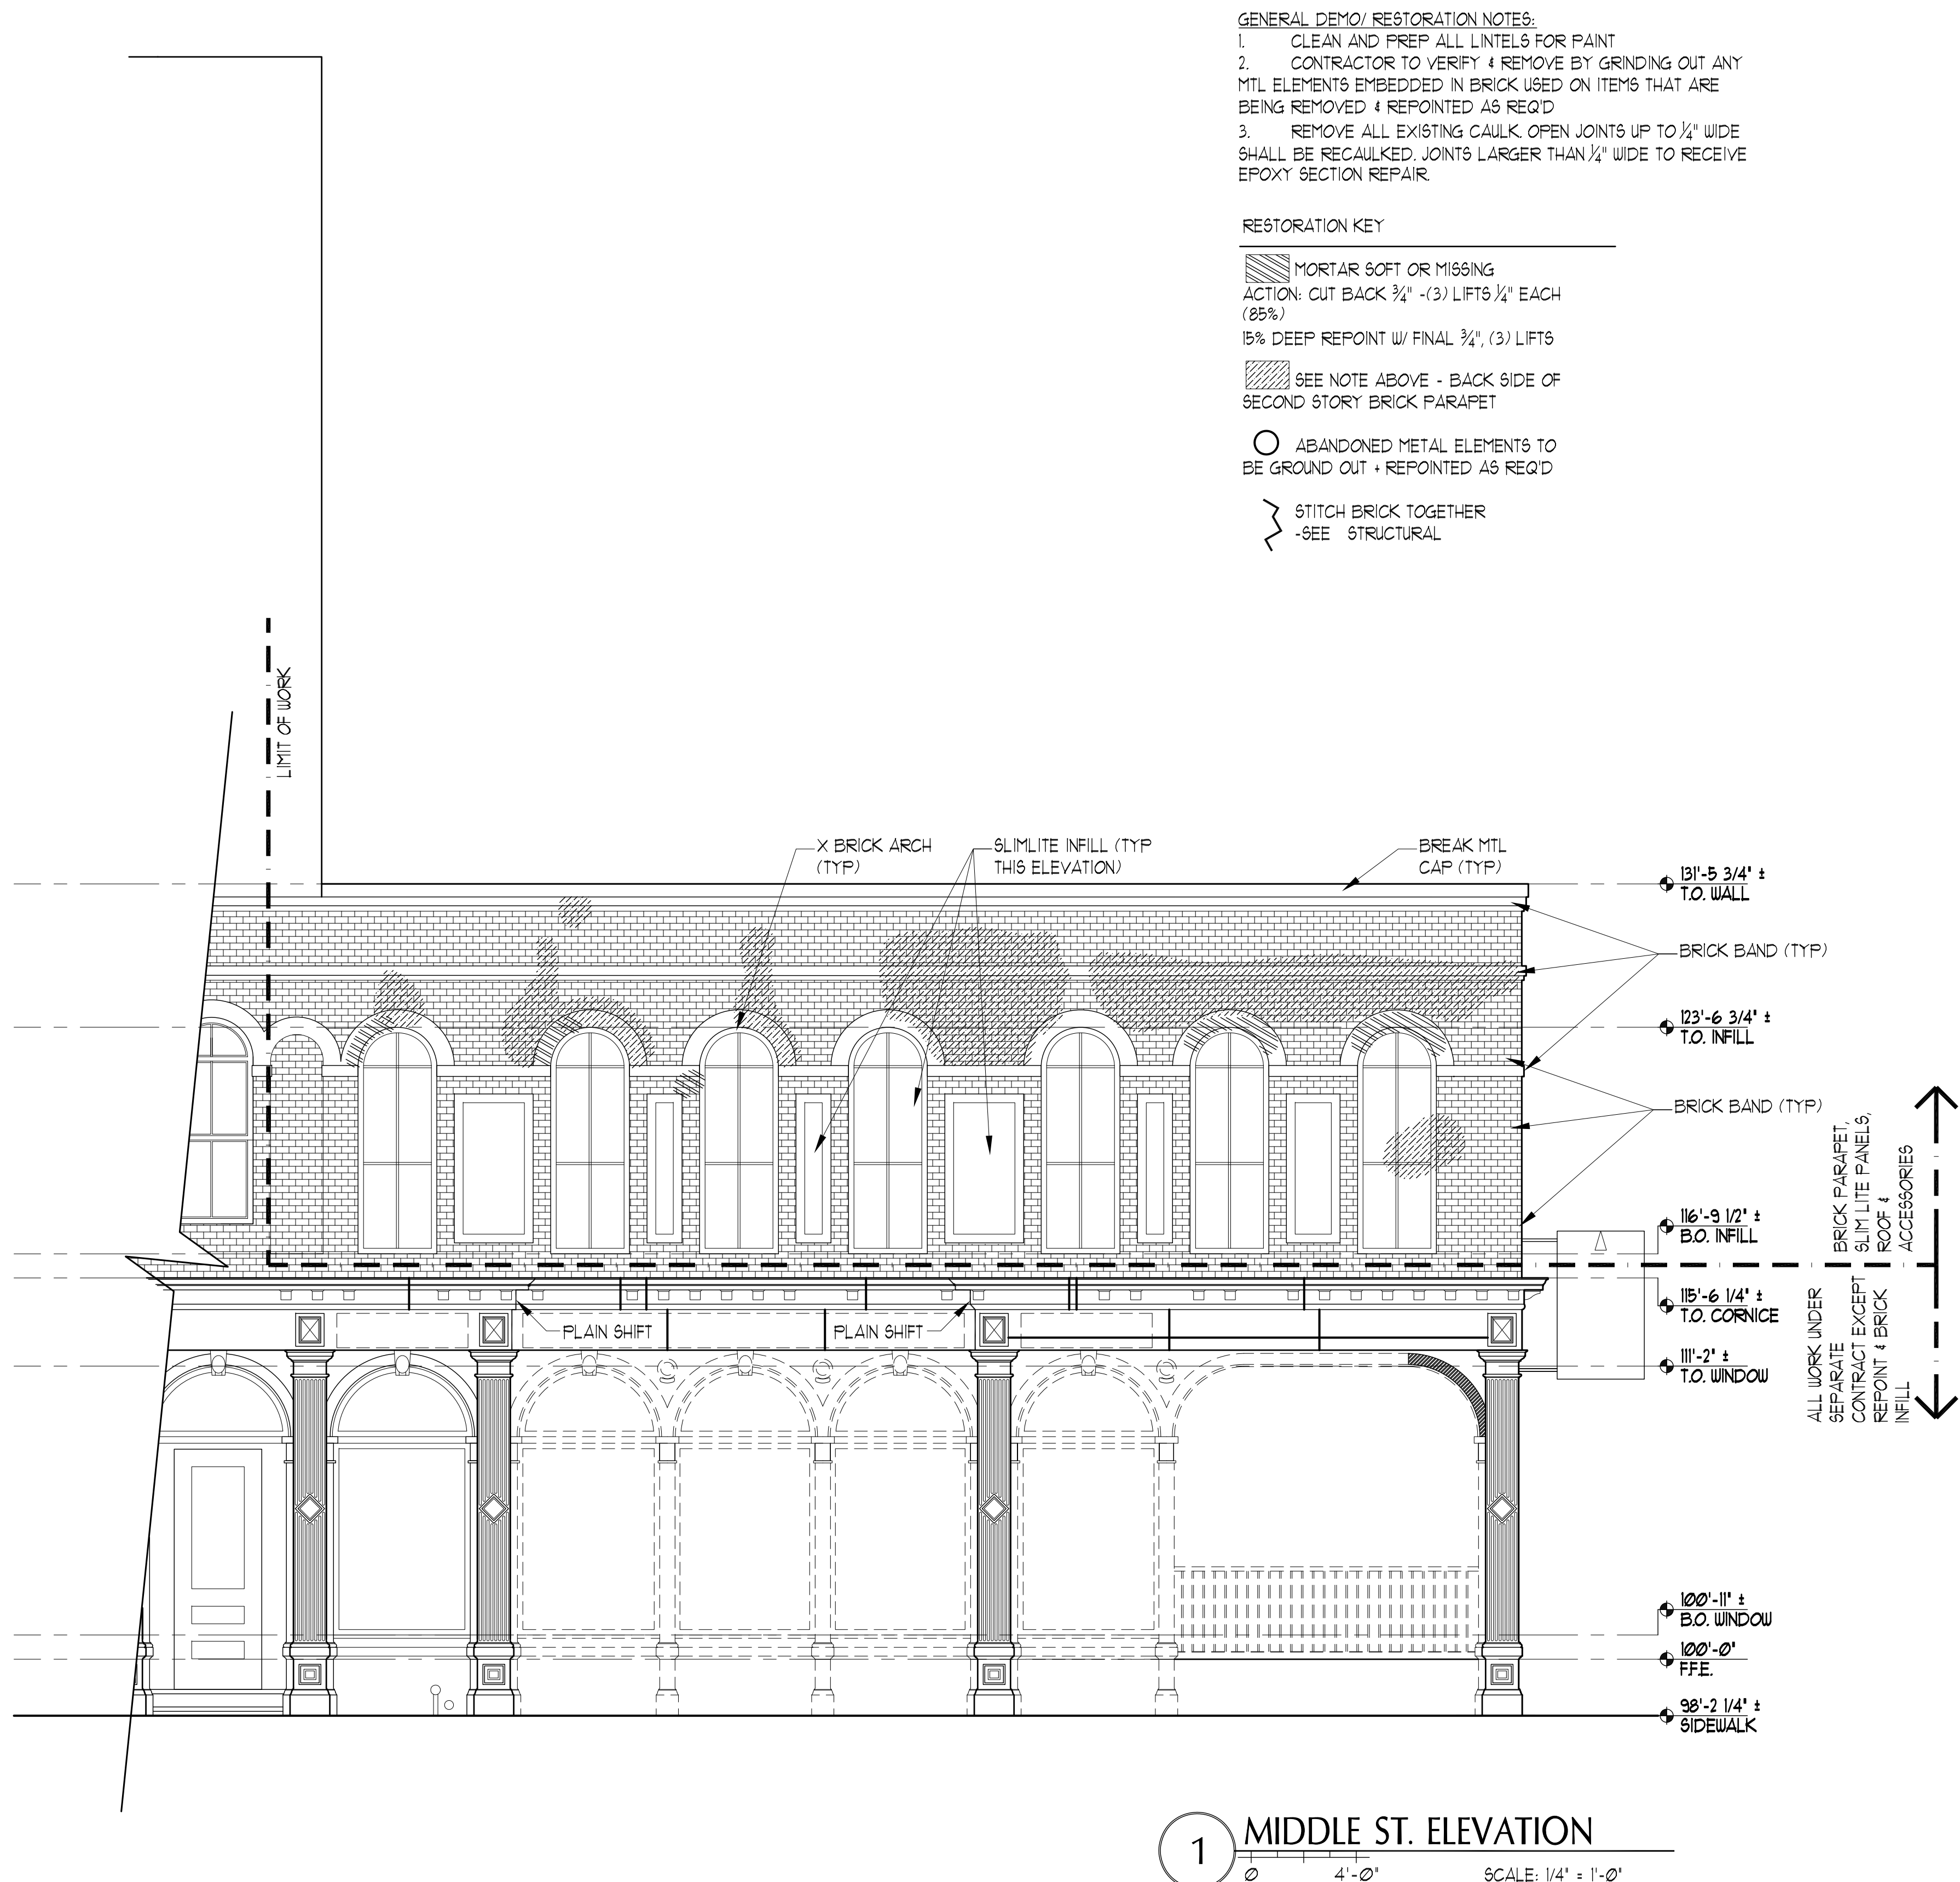 GENERAL DEMO/ RESTORATION NOTES:
1. CLEAN AND PREP ALL LINTELS FOR PAINT
2. CONTRACTOR TO VERIFY & REMOVE BY GRINDING OUT ANY
MTL ELEMENTS EMBEDDED IN BRICK USED ON ITEMS THAT ARE
BEING REMOVED & REPOINTED AS REQ'D
3. REMOVE ALL EXISTING CAULK. OPEN JOINTS UP TO 1/4" WIDE
SHALL BE RECAULKED. JOINTS LARGER THAN 1/4" WIDE TO RECEIVE
EPOXY SECTION REPAIR.
RESTORATION KEY
MORTAR SOFT OR MISSING
ACTION: CUT BACK 3/4" -(3) LIFTS 1/4" EACH
(85%)
15% DEEP REPOINT W/ FINAL 3/4", (3) LIFTS
SEE NOTE ABOVE - BACK SIDE OF
SECOND STORY BRICK PARAPET
ABANDONED METAL ELEMENTS TO
BE GROUND OUT + REPOINTED AS REQ'D
STITCH BRICK TOGETHER
-SEE STRUCTURAL
LIMIT OF WORK
X BRICK ARCH
(TYP)
SLIMLITE INFILL (TYP
THIS ELEVATION)
BREAK MTL
CAP (TYP)
131'-5 3/4" ±
T.O. WALL
BRICK BAND (TYP)
123'-6 3/4" ±
T.O. INFILL
BRICK BAND (TYP)
BRICK PARAPET,
SLIM LITE PANELS,
ROOF &
ACCESSORIES
116'-9 1/2" ±
B.O. INFILL
115'-6 1/4" ±
T.O. CORNICE
PLAIN SHIFT
PLAIN SHIFT
111'-2" ±
T.O. WINDOW
ALL WORK UNDER
SEPARATE
CONTRACT EXCEPT
REPOINT & BRICK
INFILL
100'-11" ±
B.O. WINDOW
100'-0"
F.F.E.
98'-2 1/4" ±
SIDEWALK
1 MIDDLE ST. ELEVATION
0 4'-0" SCALE: 1/4" = 1'-0"